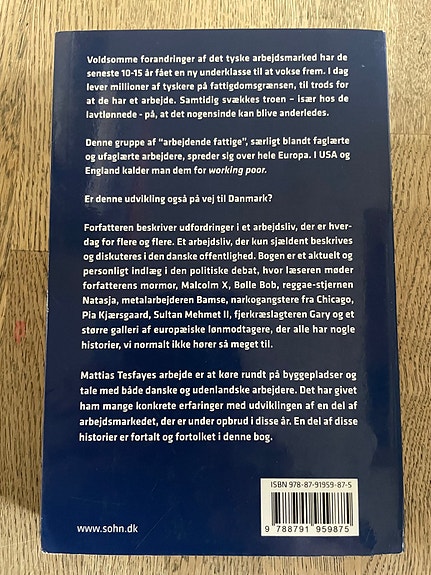 Voldsomme forandringer af det tyske arbejdsmarked har de
seneste 10-15 år fået en ny underklasse til at vokse frem. I dag
lever millioner af tyskere på fattigdomsgrænsen, til trods for
at de har et arbejde. Samtidig svækkes troen – især hos de
lavtlønnede - på, at det nogensinde kan blive anderledes.
Denne gruppe af "arbejdende fattige", særligt blandt faglærte
og ufaglærte arbejdere, spreder sig over hele Europa. I USA og
England kalder man dem for working poor.
Er denne udvikling også på vej til Danmark?
Forfatteren beskriver udfordringer i et arbejdsliv, der er hver-
dag for flere og flere. Et arbejdsliv, der kun sjældent beskrives
og diskuteres i den danske offentlighed. Bogen er et aktuelt og
personligt indlæg i den politiske debat, hvor læseren møder
forfatterens mormor, Malcolm X, Bølle Bob, reggae-stjernen
Natasja, metalarbejderen Bamse, narkogangstere fra Chicago,
Pia Kjærsgaard, Sultan Mehmet II, fjerkræslagteren Gary og et
større galleri af europæiske lønmodtagere, der alle har nogle
historier, vi normalt ikke hører så meget til.
Mattias Tesfayes arbejde er at køre rundt på byggepladser og
tale med både danske og udenlandske arbejdere. Det har givet
ham mange konkrete erfaringer med udviklingen af en del af
arbejdsmarkedet, der er under opbrud i disse år. En del af disse
historier er fortalt og fortolket i denne bog.
ISBN 978-87-91959-87-5
9 788791 959875
www.sohn.dk